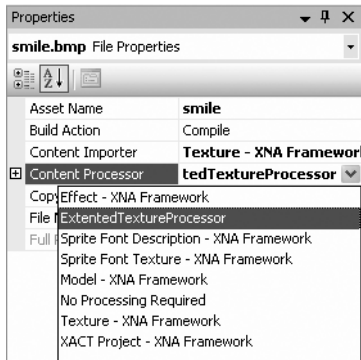 Properties
smile.bmp File Properties
Asset Name smile
Build Action Compile
Content Importer Texture - XNA Framewor
Content Processor tedTextureProcessor
Effect - XNA Framework
ExtentedTextureProcessor
Sprite Font Description - XNA Framework
Sprite Font Texture - XNA Framework
Model - XNA Framework
No Processing Required
Texture - XNA Framework
XACT Project - XNA Framework